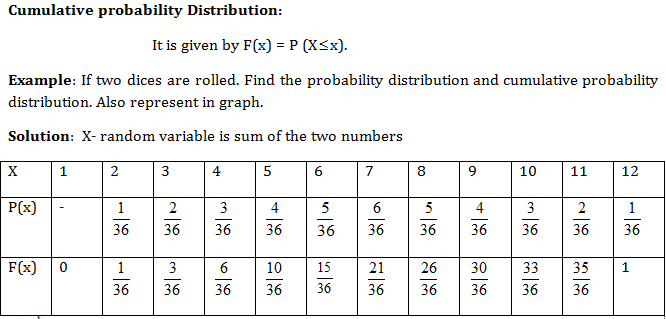 Cumulative probability Distribution:
It is given by F(x) = P (X≤x).
Example: If two dices are rolled. Find the probability distribution and cumulative probability
distribution. Also represent in graph.
Solution: X- random variable is sum of the two numbers
X 1 2 3 4 5 6 7 8 9 10 11 12
P(x) - 1/36 2/36 3/36 4/36 5/36 6/36 5/36 4/36 3/36 2/36 1/36
F(x) 0 1/36 3/36 6/36 10/36 15/36 21/36 26/36 30/36 33/36 35/36 1